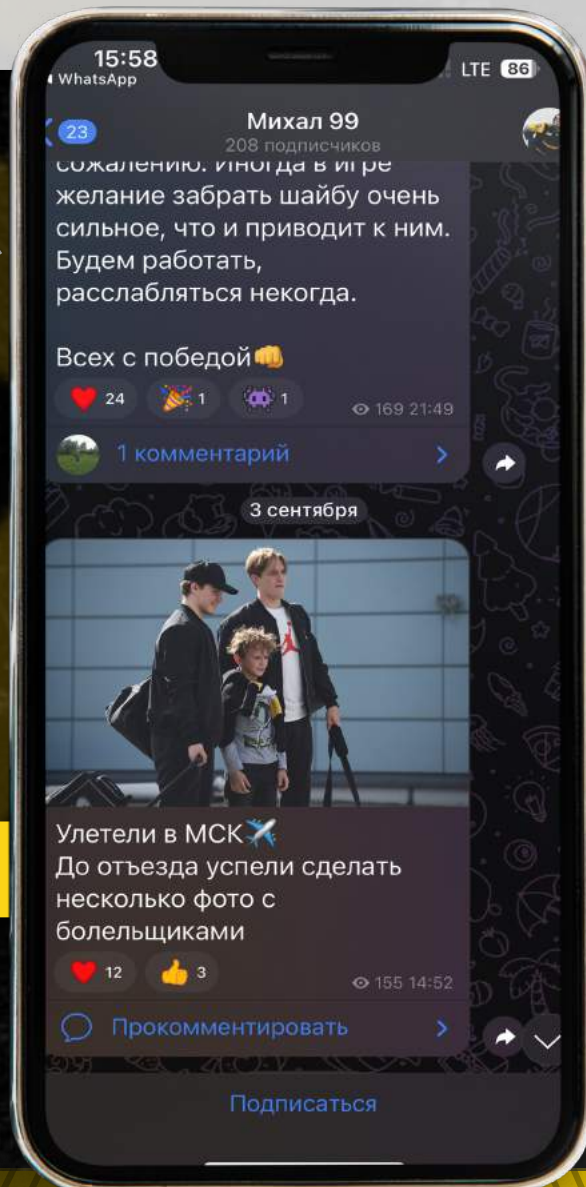 15:58
WhatsApp
LTE 86
23
Михал 99
208 подписчиков
сожалению. Иногда в игре
желание забрать шайбу очень
сильное, что и приводит к ним.
Будем работать,
расслабляться некогда.
Всех с победой👊
❤️ 24 🎉 1 👾 1 169 21:49
1 комментарий
3 сентября
Улетели в МСК✈️
До отъезда успели сделать
несколько фото с
болельщиками
❤️ 12 👍 3 155 14:52
Прокомментировать
Подписаться